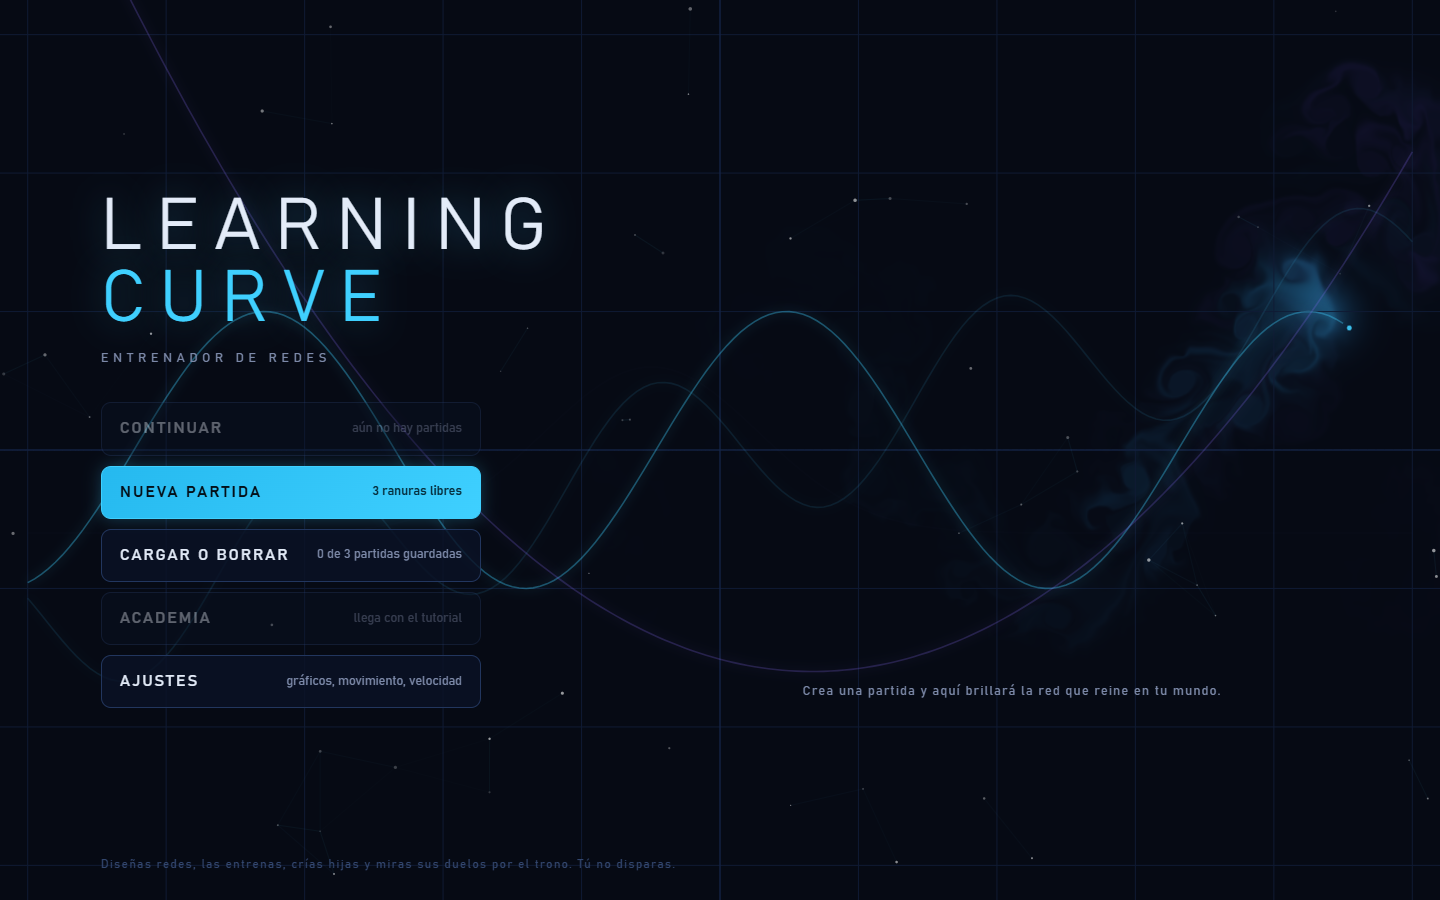 LEARNING
CURVE
ENTRENADOR DE REDES
CONTINUAR aún no hay partidas
NUEVA PARTIDA 3 ranuras libres
CARGAR O BORRAR 0 de 3 partidas guardadas
ACADEMIA llega con el tutorial
AJUSTES gráficos, movimiento, velocidad
Crea una partida y aquí brillará la red que reine en tu mundo.
Diseñas redes, las entrenas, crías hijas y miras sus duelos por el trono. Tú no disparas.